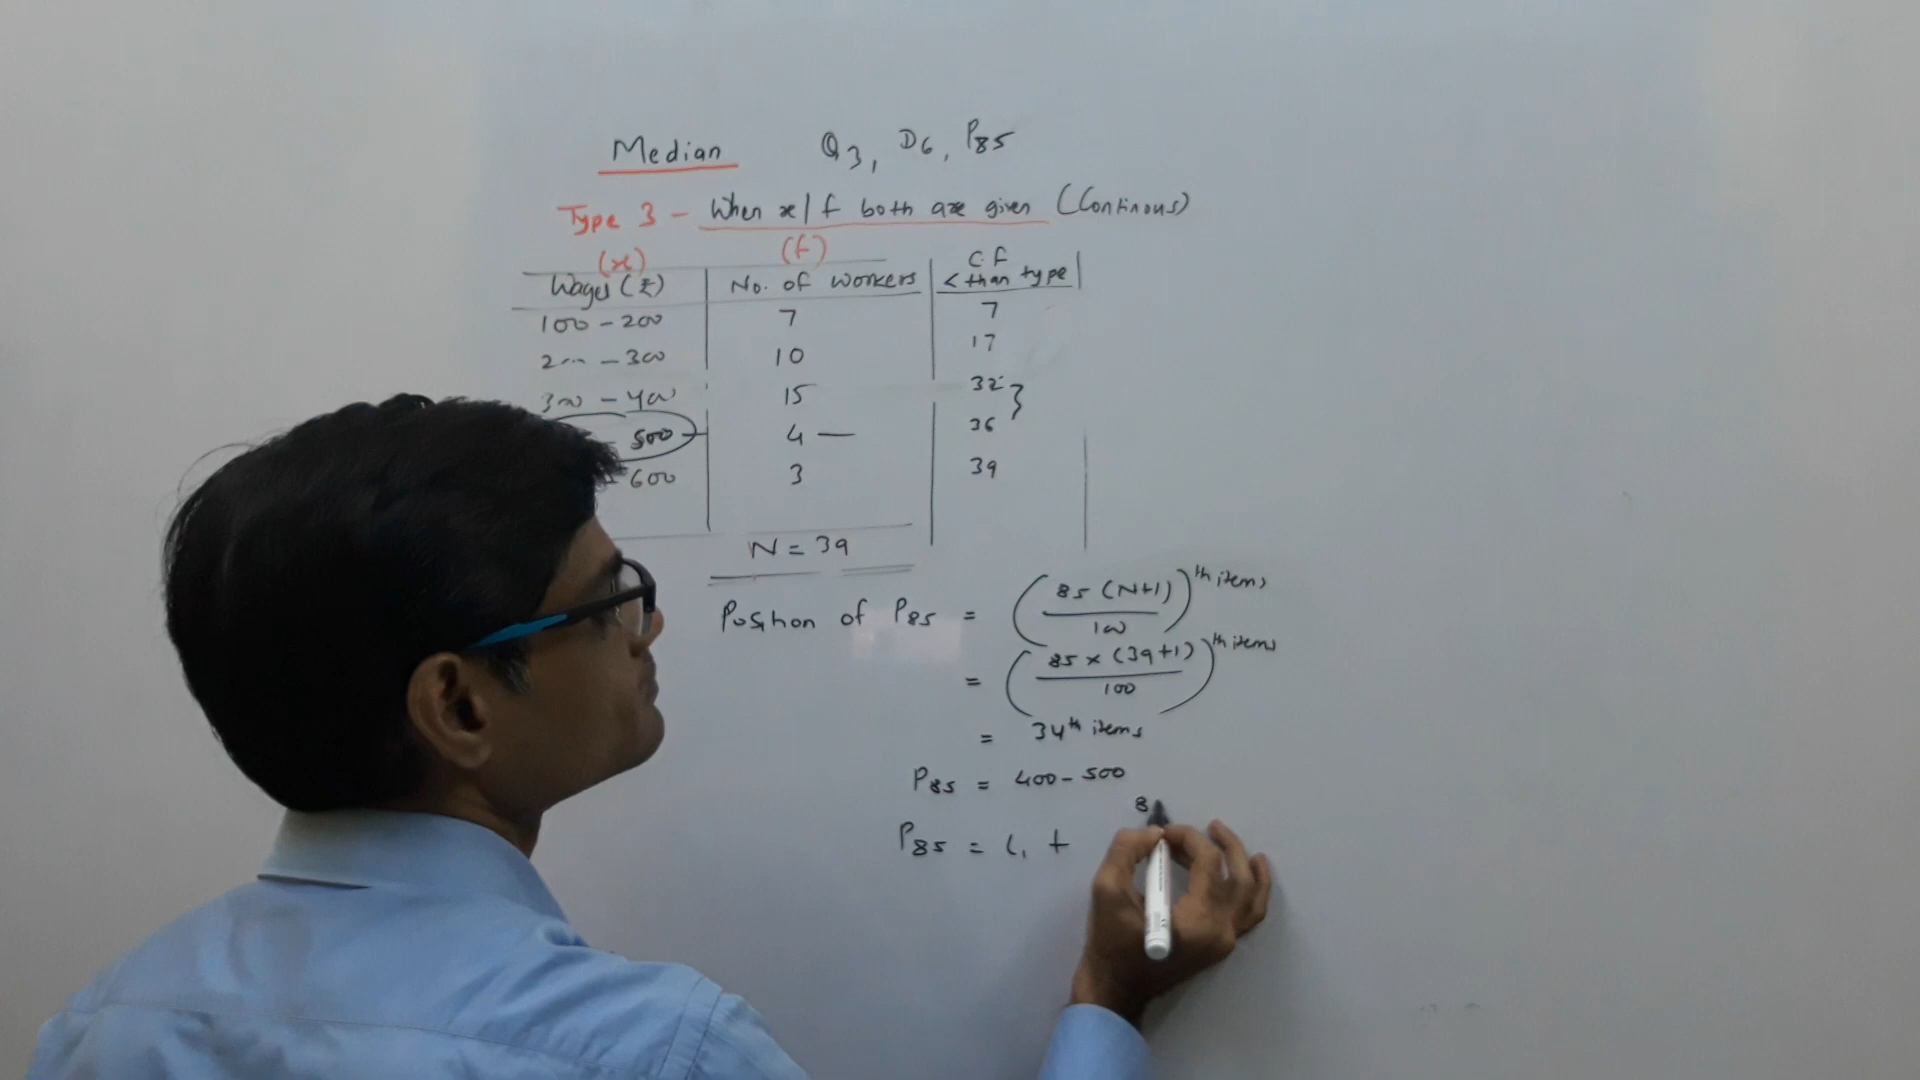 Median Q3, D6, P85
Type 3 - When x/f both are given (Continous)
(x) (f) C.F
Wages (₹) No. of workers < than type
100 - 200 7 7
200 - 300 10 17
300 - 400 15 32 }
500 4 — 36
- 600 3 39
N = 39
Position of P85 = (85 (N+1) / 100)th items
= (85 × (39+1) / 100)th items
= 34th items
P85 = 400 - 500
8
P85 = L1 +